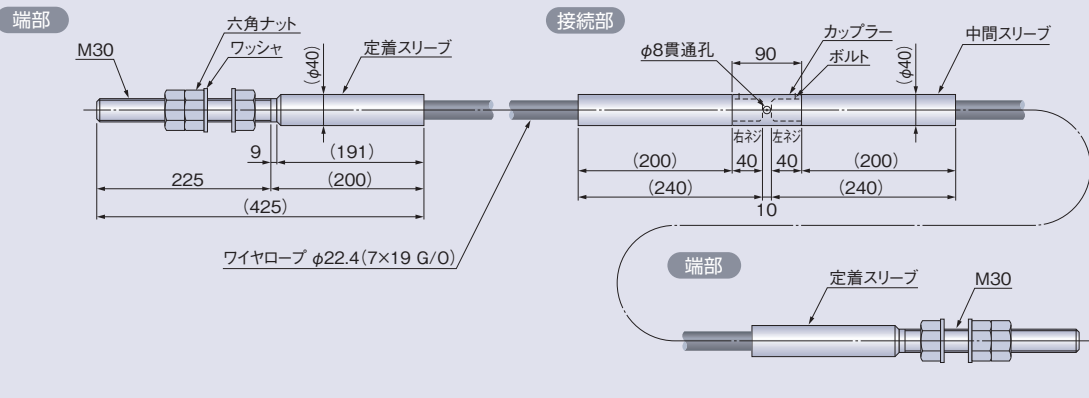 端部
M30
六角ナット
ワッシャ
(φ40)
定着スリーブ
9
(191)
225
(200)
(425)
ワイヤロープ φ22.4(7×19 G/O)
接続部
φ8貫通孔
90
カップラー
ボルト
(φ40)
中間スリーブ
右ネジ
左ネジ
(200)
40
40
(200)
(240)
10
(240)
端部
定着スリーブ
M30